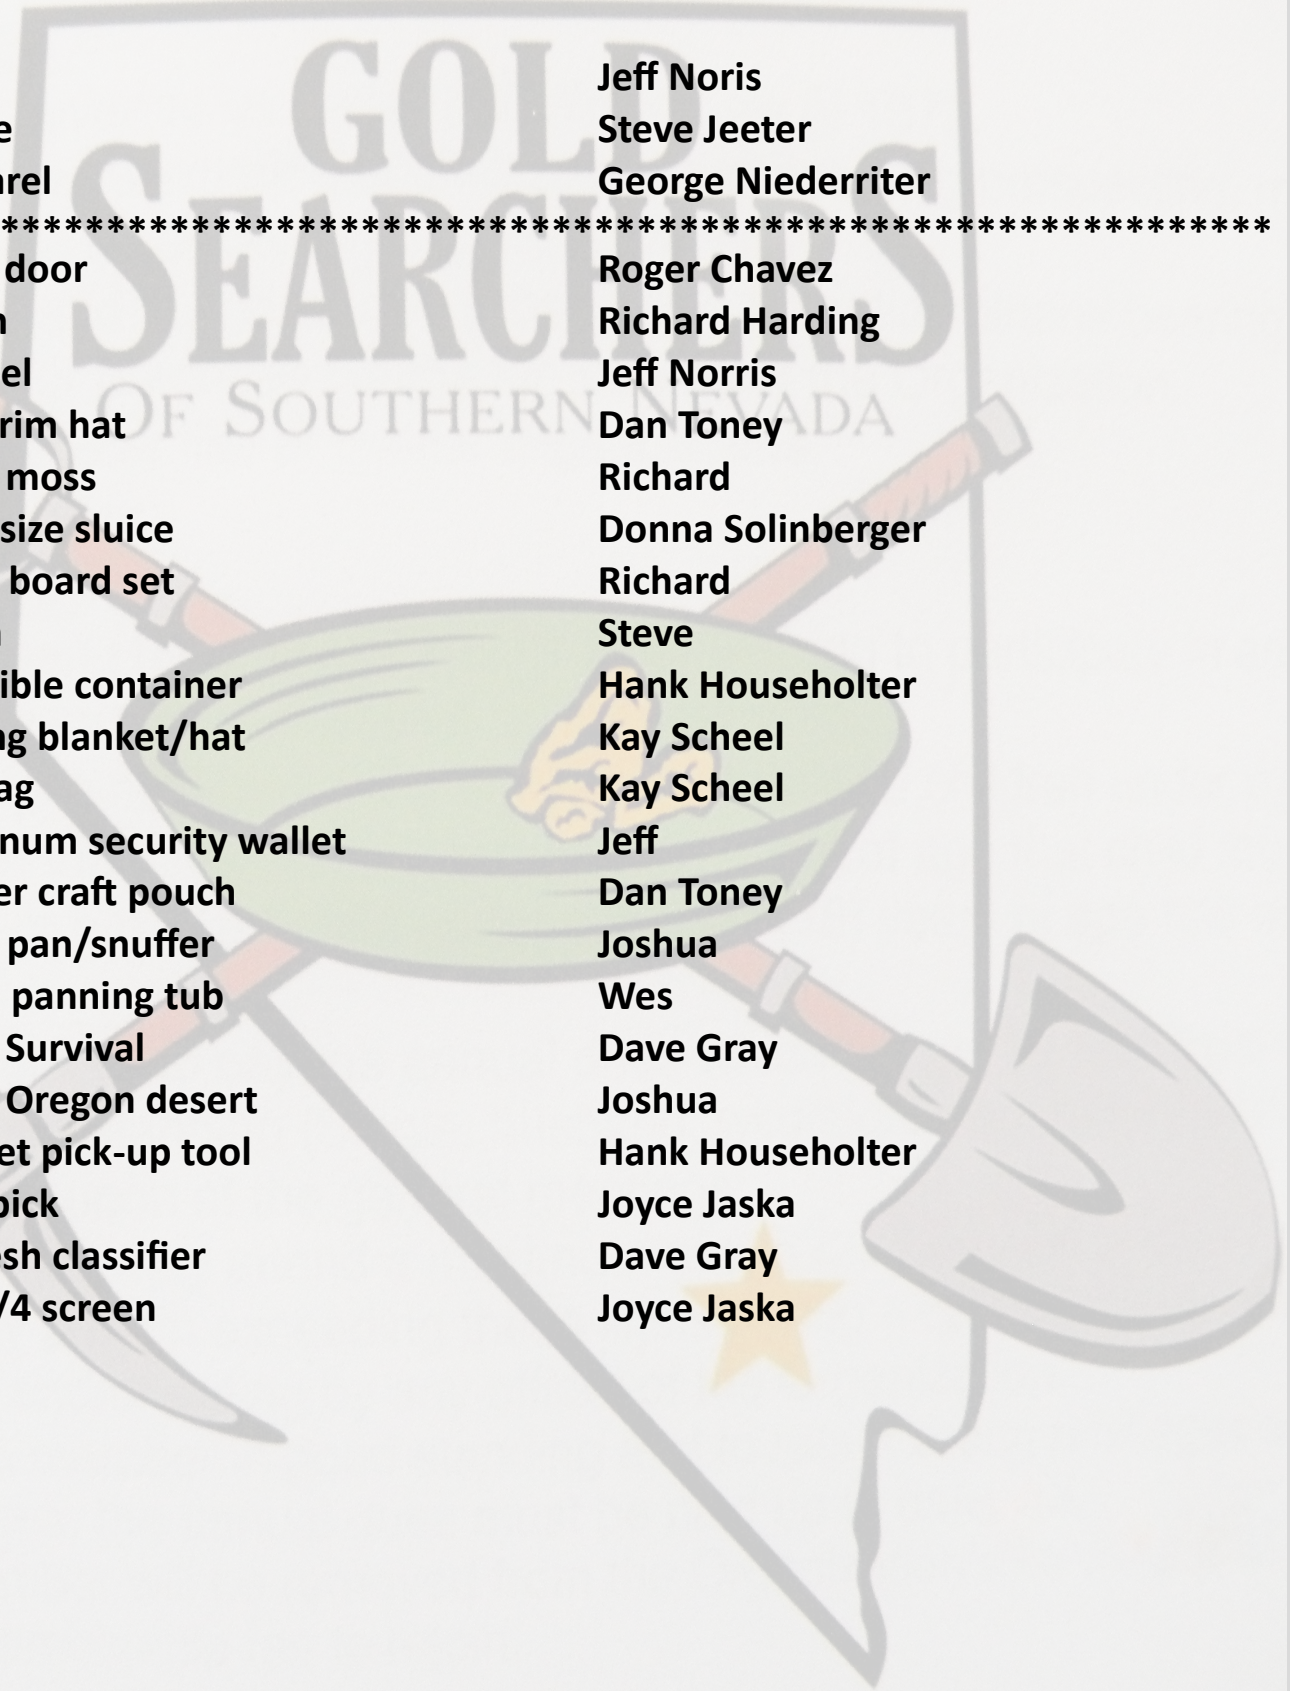 GOLD
SEARCHERS
OF SOUTHERN NEVADA
Jeff Noris
e Steve Jeeter
rel George Niederriter
************************************************************
door Roger Chavez
Richard Harding
el Jeff Norris
rim hat Dan Toney
moss Richard
size sluice Donna Solinberger
board set Richard
Steve
ible container Hank Householter
ng blanket/hat Kay Scheel
ag Kay Scheel
num security wallet Jeff
er craft pouch Dan Toney
pan/snuffer Joshua
panning tub Wes
Survival Dave Gray
Oregon desert Joshua
et pick-up tool Hank Householter
pick Joyce Jaska
esh classifier Dave Gray
/4 screen Joyce Jaska